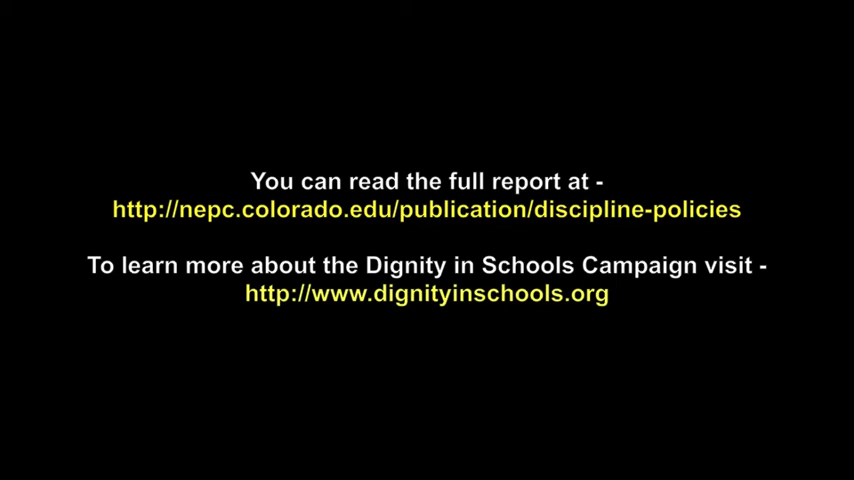 You can read the full report at -
http://nepc.colorado.edu/publication/discipline-policies
To learn more about the Dignity in Schools Campaign visit -
http://www.dignityinschools.org